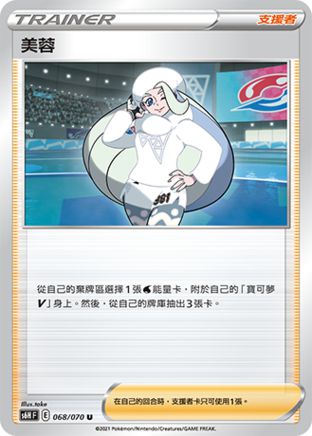 TRAINER 支援者
美蓉
361
從自己的棄牌區選擇1張能量卡,附於自己的「寶可夢
V」身上。然後,從自己的牌庫抽出3張卡。
Illus.take
s6H F E 068/070 U
在自己的回合時,支援者卡只可使用1張。
©2021 Pokémon/Nintendo/Creatures/GAME FREAK.